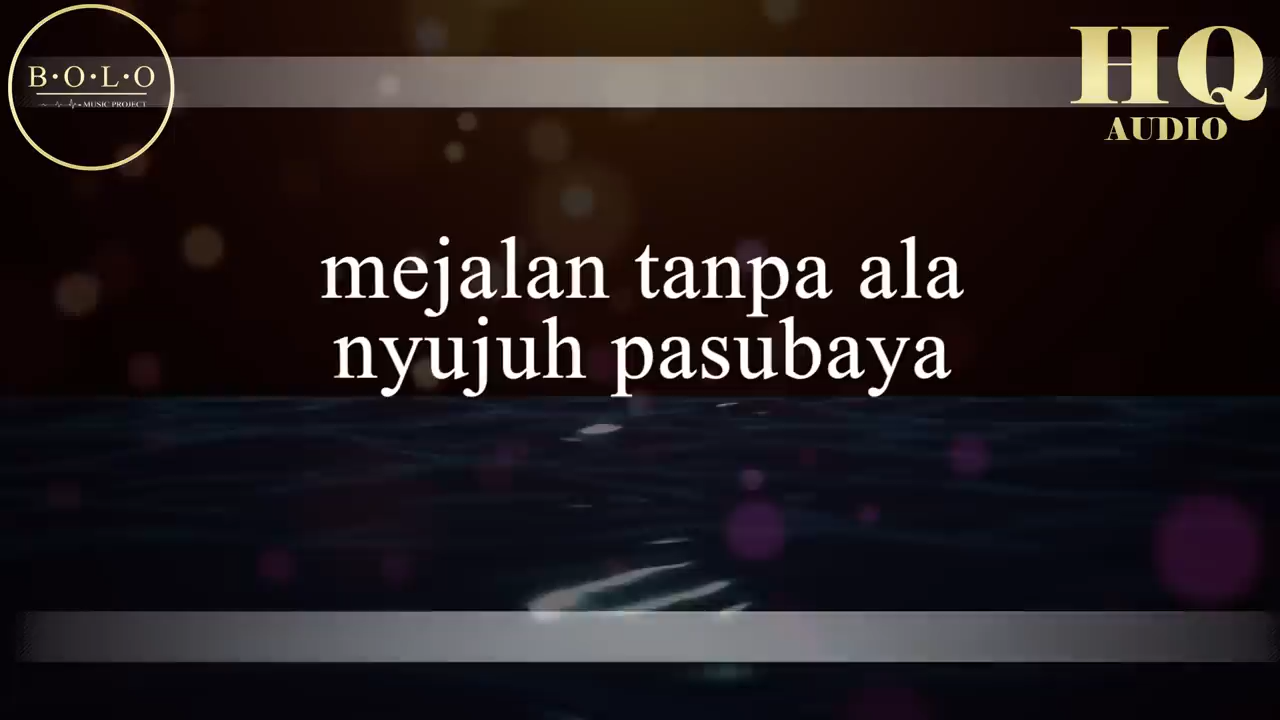 B·O·L·O
MUSIC PROJECT
HQ
AUDIO
mejalan tanpa ala
nyujuh pasubaya